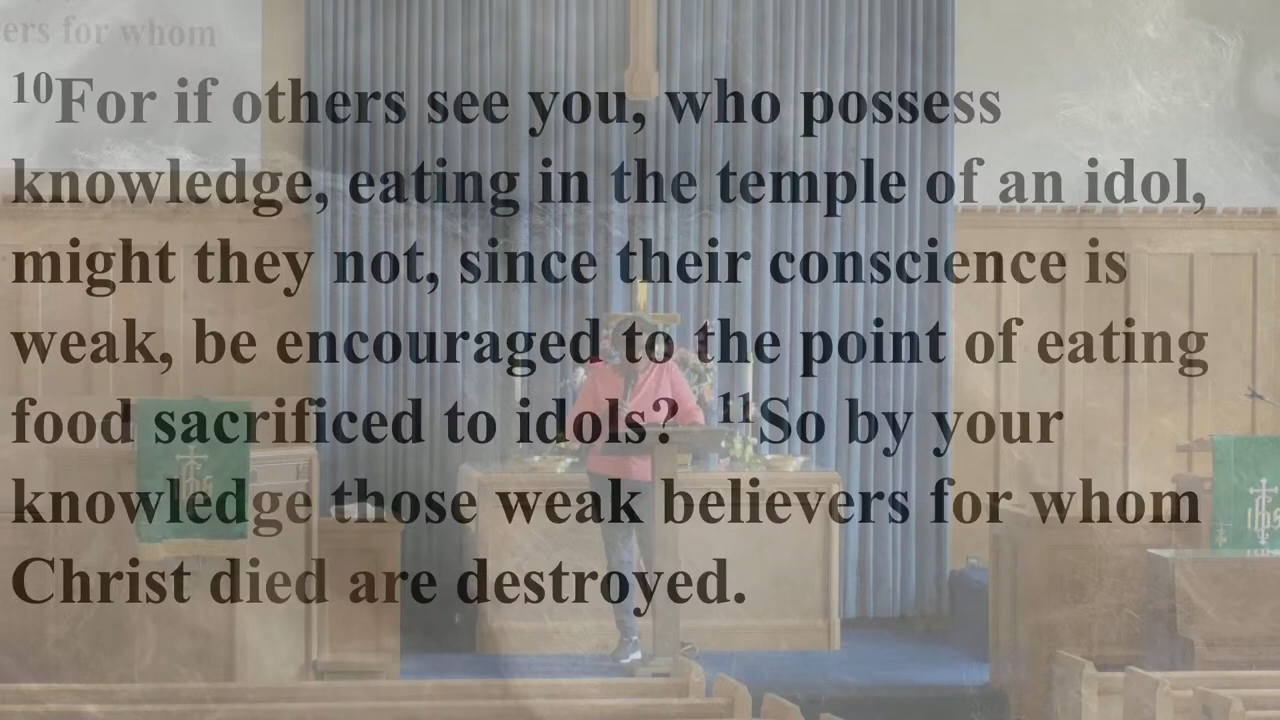 ers for whom
¹⁰For if others see you, who possess
knowledge, eating in the temple of an idol,
might they not, since their conscience is
weak, be encouraged to the point of eating
food sacrificed to idols? ¹¹So by your
knowledge those weak believers for whom
Christ died are destroyed.
IHS
IHS